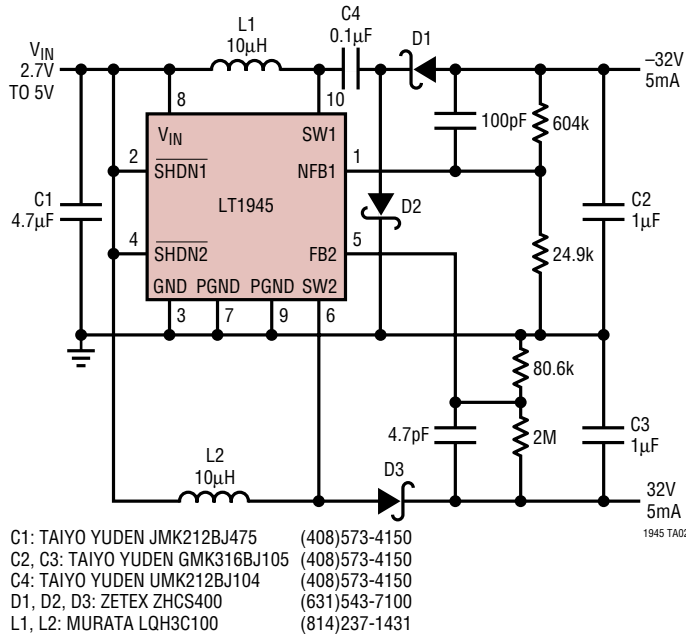 L1
10µH
C4
0.1µF
D1
VIN
2.7V
TO 5V
–32V
5mA
8
10
VIN
SW1
100pF
604k
2
SHDN1
NFB1
1
C1
4.7µF
LT1945
D2
C2
1µF
4
SHDN2
FB2
5
24.9k
GND PGND PGND SW2
3 7 9 6
80.6k
4.7pF
2M
C3
1µF
L2
10µH
D3
32V
5mA
1945 TA02
C1: TAIYO YUDEN JMK212BJ475 (408)573-4150
C2, C3: TAIYO YUDEN GMK316BJ105 (408)573-4150
C4: TAIYO YUDEN UMK212BJ104 (408)573-4150
D1, D2, D3: ZETEX ZHCS400 (631)543-7100
L1, L2: MURATA LQH3C100 (814)237-1431